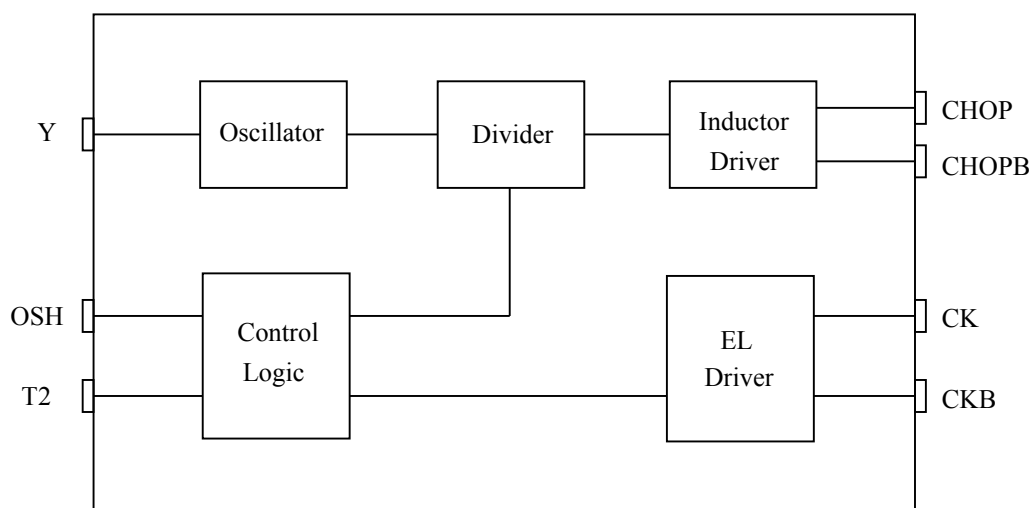 Y
Oscillator
Divider
Inductor
Driver
CHOP
CHOPB
OSH
T2
Control
Logic
EL
Driver
CK
CKB